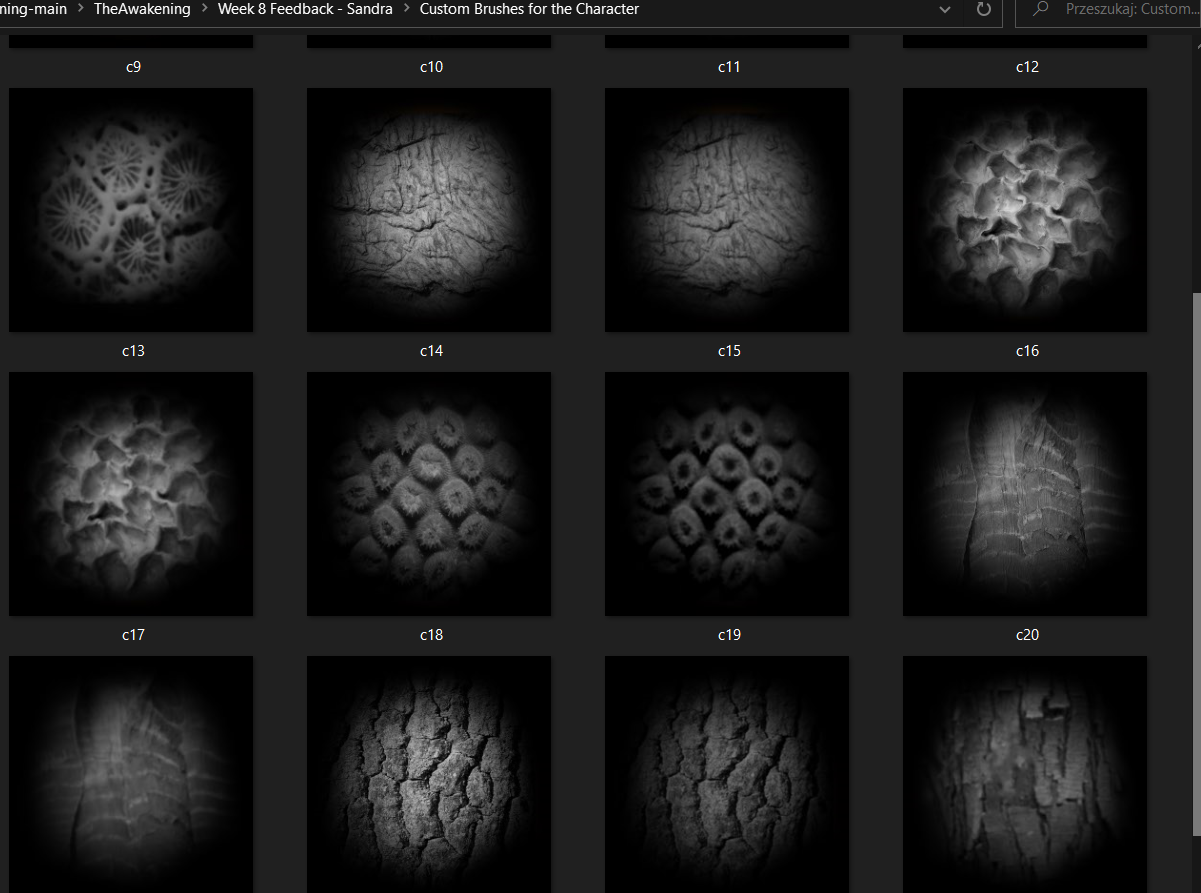 ning-main > TheAwakening > Week 8 Feedback - Sandra > Custom Brushes for the Character
Przeszukaj: Custom...
c9 c10 c11 c12
c13 c14 c15 c16
c17 c18 c19 c20